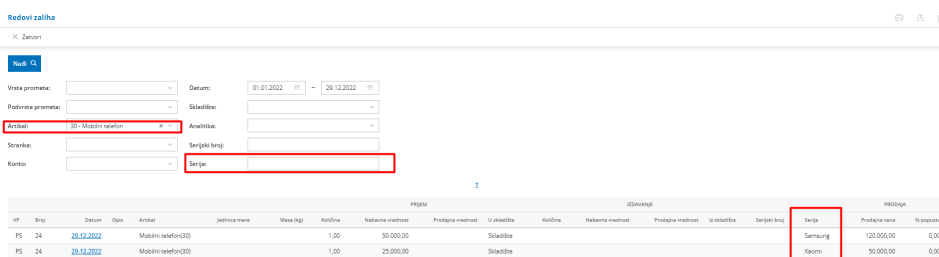 Redovi zaliha
Zatvori
Nađi
Vrsta prometa:
Datum: 01.01.2022 – 29.12.2022
Podvrsta prometa:
Skladište:
Artikal: 30 - Mobilni telefon
Analitika:
Stranka:
Serijski broj:
Konto:
Serija:
1
PRIJEM IZDAVANJE PRODAJA
VP Broj Datum Opis Artikal Jedinica mere Masa (kg) Količina Nabavna vrednost Prodajna vrednost U skladište Količina Nabavna vrednost Prodajna vrednost Iz skladišta Serijski broj Serija Prodajna cena % popusta
PS 24 29.12.2022 Mobilni telefon(30) 1,00 50.000,00 Skladište Samsung 120.000,00 0,00
PS 24 29.12.2022 Mobilni telefon(30) 1,00 25.000,00 Skladište Xaomi 50.000,00 0,00